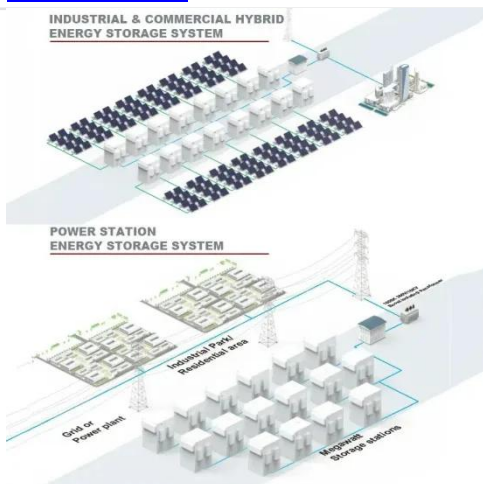 INDUSTRIAL & COMMERCIAL HYBRID
ENERGY STORAGE SYSTEM
POWER STATION
ENERGY STORAGE SYSTEM
Industrial Park/
Residential area
Grid or
Power plant
Megawatt
Storage stations